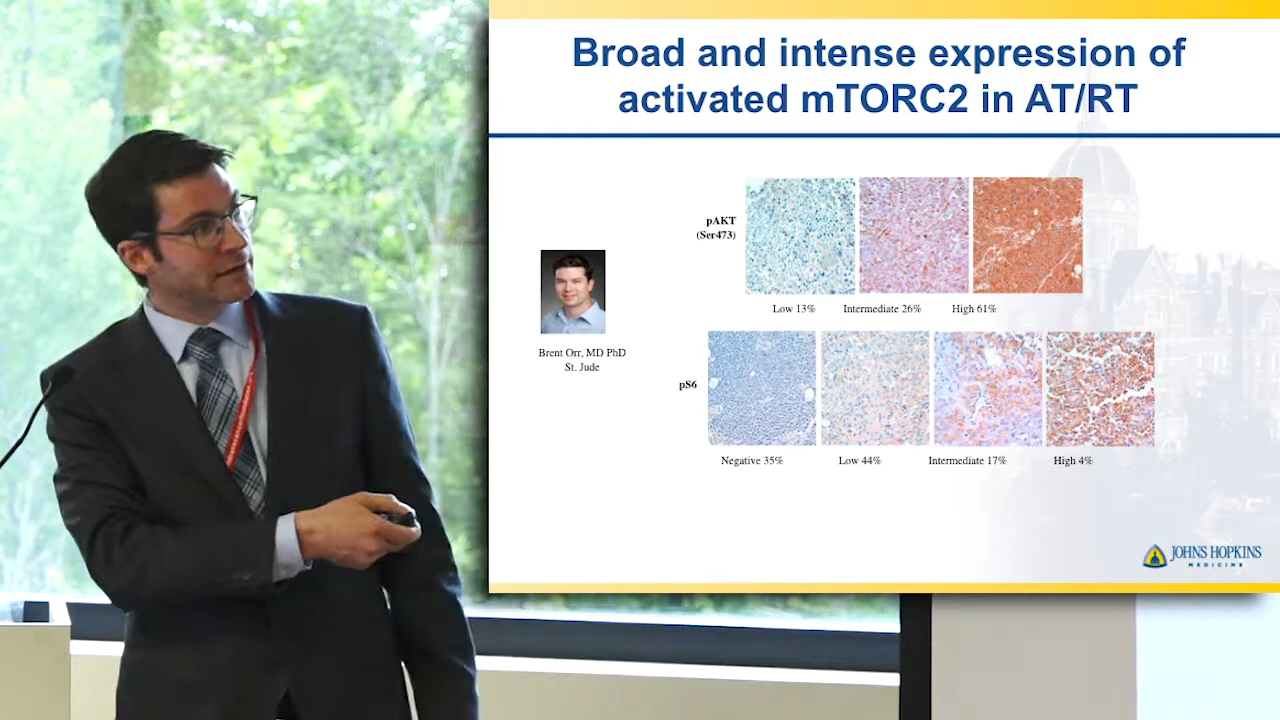 Broad and intense expression of
activated mTORC2 in AT/RT
pAKT
(Ser473)
Low 13% Intermediate 26% High 61%
Brent Orr, MD PhD
St. Jude
pS6
Negative 35% Low 44% Intermediate 17% High 4%
JOHNS HOPKINS
MEDICINE